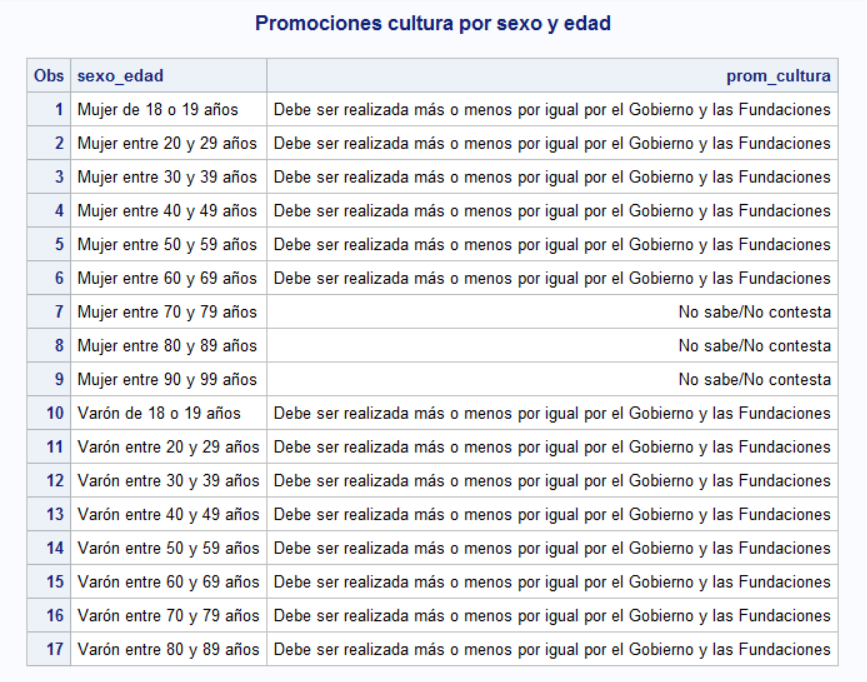 Promociones cultura por sexo y edad
Obs sexo_edad prom_cultura
1 Mujer de 18 o 19 años Debe ser realizada más o menos por igual por el Gobierno y las Fundaciones
2 Mujer entre 20 y 29 años Debe ser realizada más o menos por igual por el Gobierno y las Fundaciones
3 Mujer entre 30 y 39 años Debe ser realizada más o menos por igual por el Gobierno y las Fundaciones
4 Mujer entre 40 y 49 años Debe ser realizada más o menos por igual por el Gobierno y las Fundaciones
5 Mujer entre 50 y 59 años Debe ser realizada más o menos por igual por el Gobierno y las Fundaciones
6 Mujer entre 60 y 69 años Debe ser realizada más o menos por igual por el Gobierno y las Fundaciones
7 Mujer entre 70 y 79 años No sabe/No contesta
8 Mujer entre 80 y 89 años No sabe/No contesta
9 Mujer entre 90 y 99 años No sabe/No contesta
10 Varón de 18 o 19 años Debe ser realizada más o menos por igual por el Gobierno y las Fundaciones
11 Varón entre 20 y 29 años Debe ser realizada más o menos por igual por el Gobierno y las Fundaciones
12 Varón entre 30 y 39 años Debe ser realizada más o menos por igual por el Gobierno y las Fundaciones
13 Varón entre 40 y 49 años Debe ser realizada más o menos por igual por el Gobierno y las Fundaciones
14 Varón entre 50 y 59 años Debe ser realizada más o menos por igual por el Gobierno y las Fundaciones
15 Varón entre 60 y 69 años Debe ser realizada más o menos por igual por el Gobierno y las Fundaciones
16 Varón entre 70 y 79 años Debe ser realizada más o menos por igual por el Gobierno y las Fundaciones
17 Varón entre 80 y 89 años Debe ser realizada más o menos por igual por el Gobierno y las Fundaciones